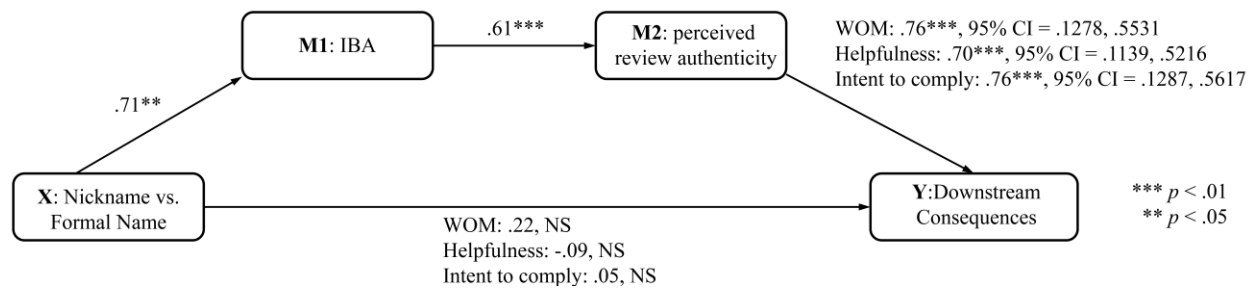 M1: IBA
.61***
M2: perceived
review authenticity
WOM: .76***, 95% CI = .1278, .5531
Helpfulness: .70***, 95% CI = .1139, .5216
Intent to comply: .76***, 95% CI = .1287, .5617
.71**
X: Nickname vs.
Formal Name
Y:Downstream
Consequences
*** p < .01
** p < .05
WOM: .22, NS
Helpfulness: -.09, NS
Intent to comply: .05, NS